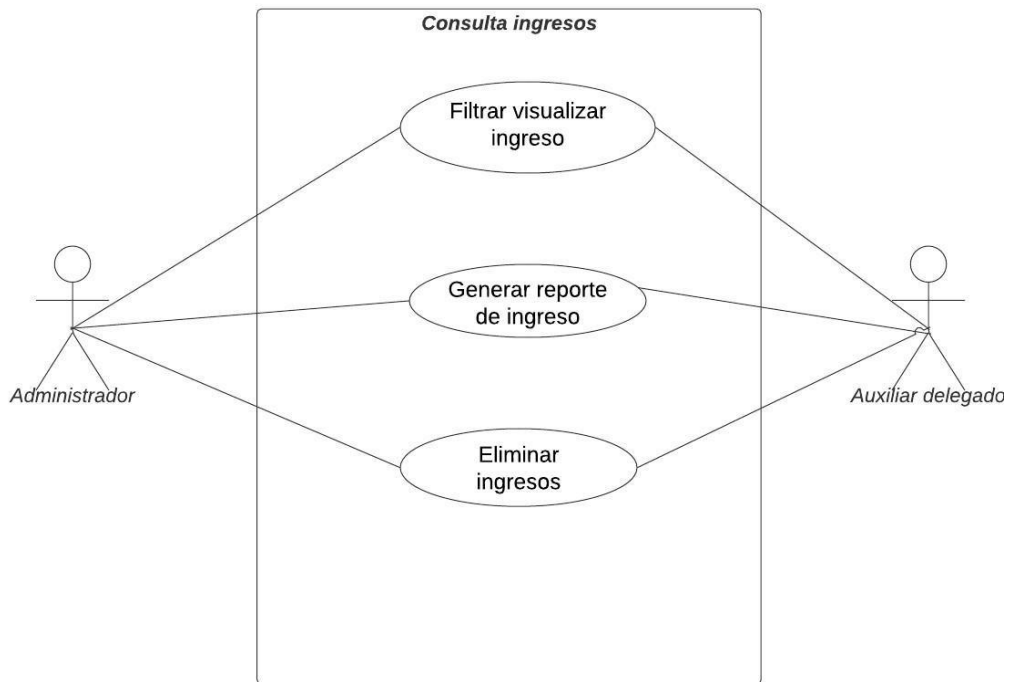 Consulta ingresos
Filtrar visualizar
ingreso
Generar reporte
de ingreso
Administrador
Auxiliar delegado
Eliminar
ingresos